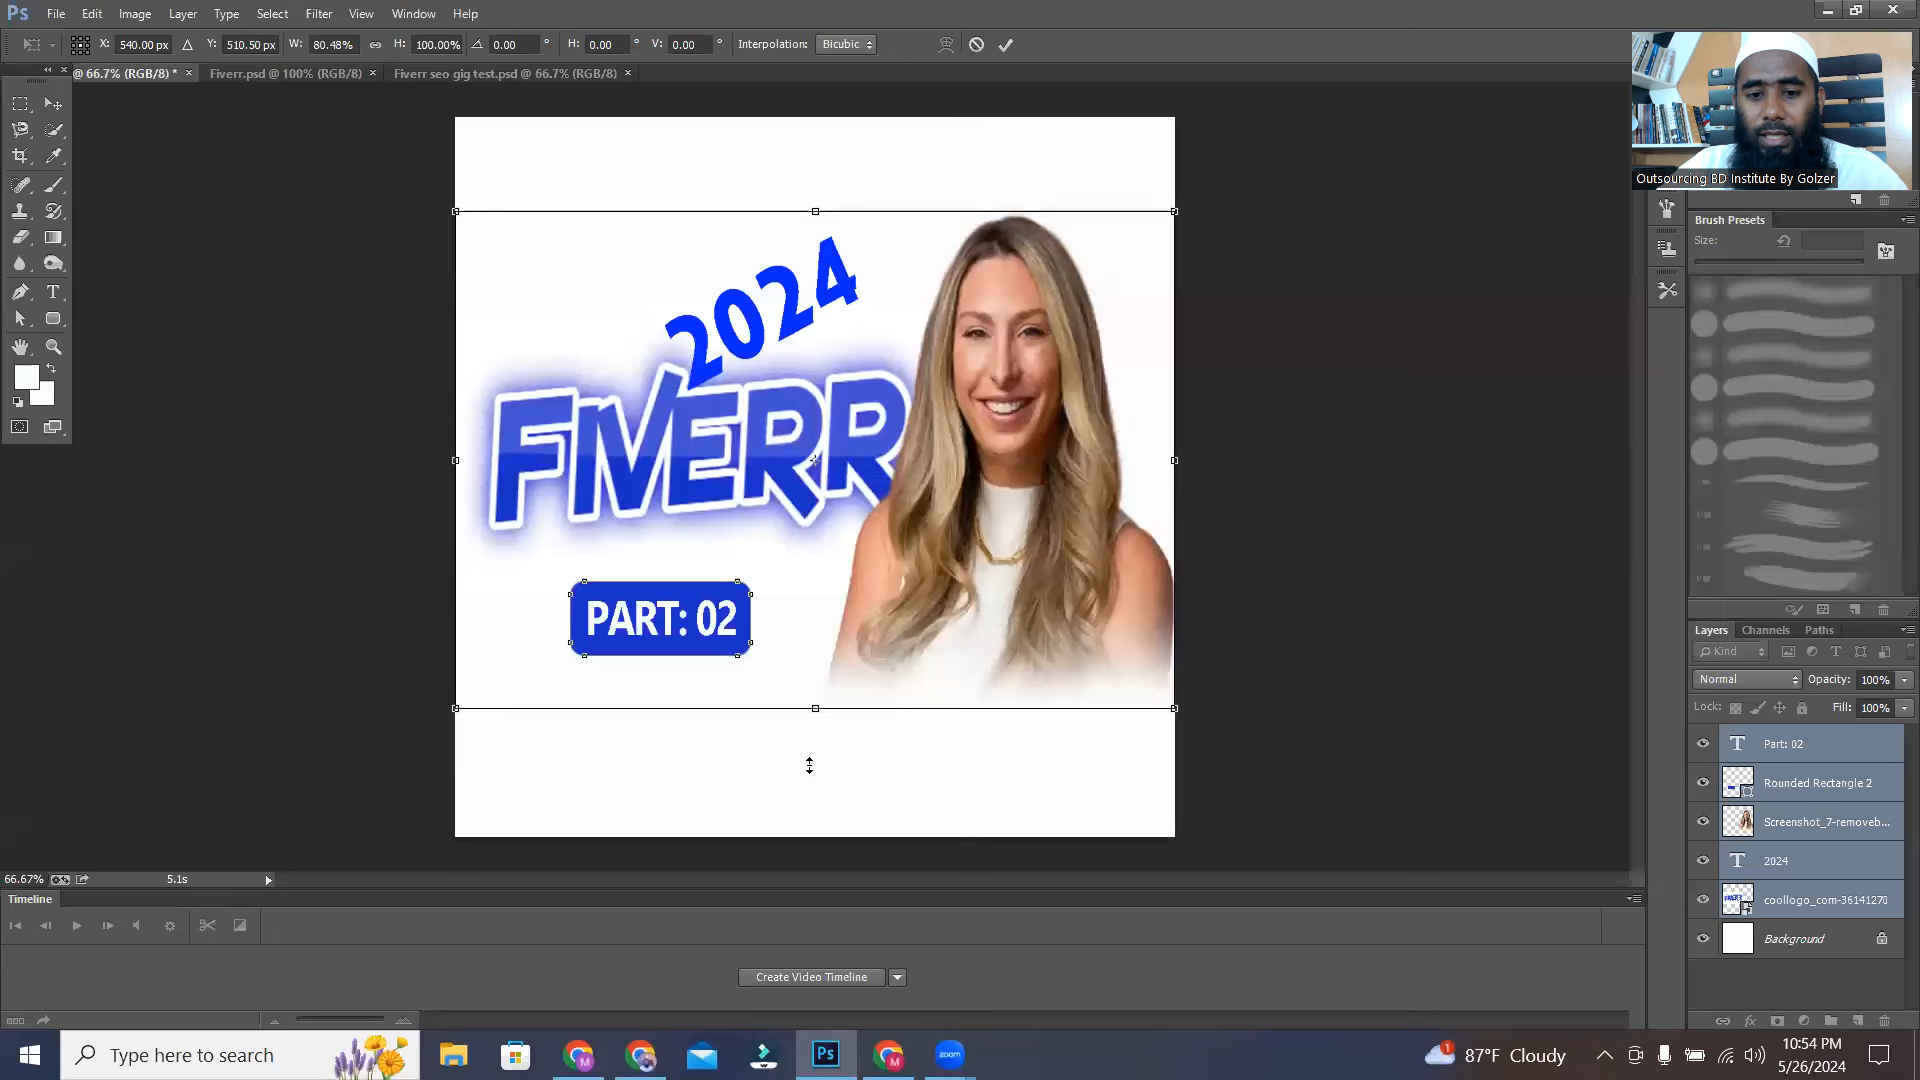 Ps File Edit Image Layer Type Select Filter View Window Help
X: 540.00 px Y: 510.50 px W: 80.48% H: 100.00% 0.00 ° H: 0.00 ° V: 0.00 ° Interpolation: Bicubic
@ 66.7% (RGB/8) * × Fiverr.psd @ 100% (RGB/8) × Fiverr seo gig test.psd @ 66.7% (RGB/8) ×
Outsourcing BD Institute By Golzer
Brush Presets
Size:
2024
FIVERR
PART: 02
Layers Channels Paths
Kind
Normal Opacity: 100%
Lock: Fill: 100%
Part: 02
Rounded Rectangle 2
Screenshot_7-removeb...
2024
coollogo_com-36141270
Background
66.67% 5.1s
Timeline
Create Video Timeline
Type here to search
Ps
zoom
1 87°F Cloudy
10:54 PM
5/26/2024